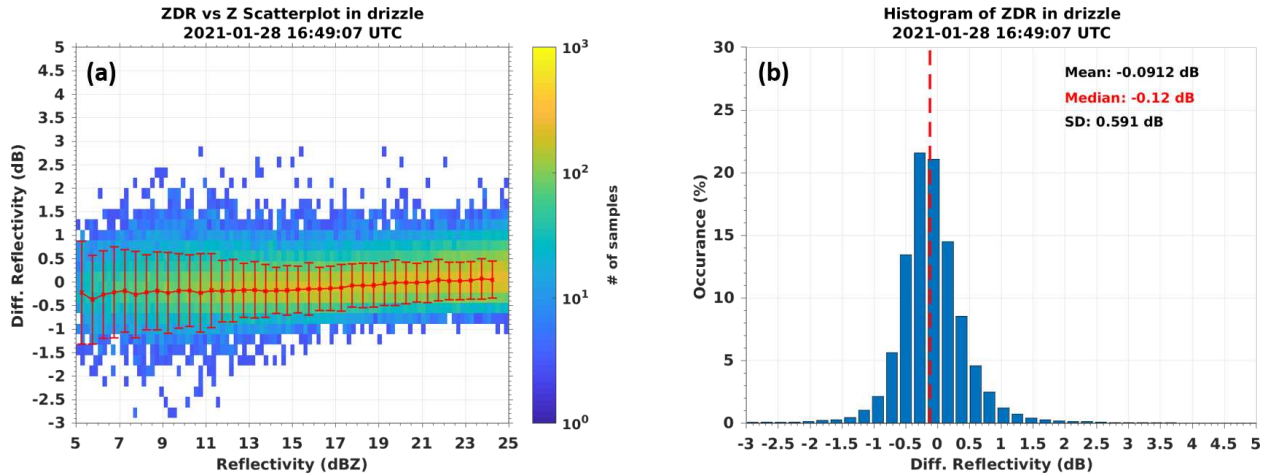 ZDR vs Z Scatterplot in drizzle
2021-01-28 16:49:07 UTC
(a)
Diff. Reflectivity (dB)
5
4.5
4
3.5
3
2.5
2
1.5
1
0.5
0
-0.5
-1
-1.5
-2
-2.5
-3
5 7 9 11 13 15 17 19 21 23 25
Reflectivity (dBZ)
10³
10²
10¹
10⁰
# of samples
Histogram of ZDR in drizzle
2021-01-28 16:49:07 UTC
(b)
Mean: -0.0912 dB
Median: -0.12 dB
SD: 0.591 dB
Occurance (%)
30
25
20
15
10
5
0
-3 -2.5 -2 -1.5 -1 -0.5 0 0.5 1 1.5 2 2.5 3 3.5 4 4.5 5
Diff. Reflectivity (dB)